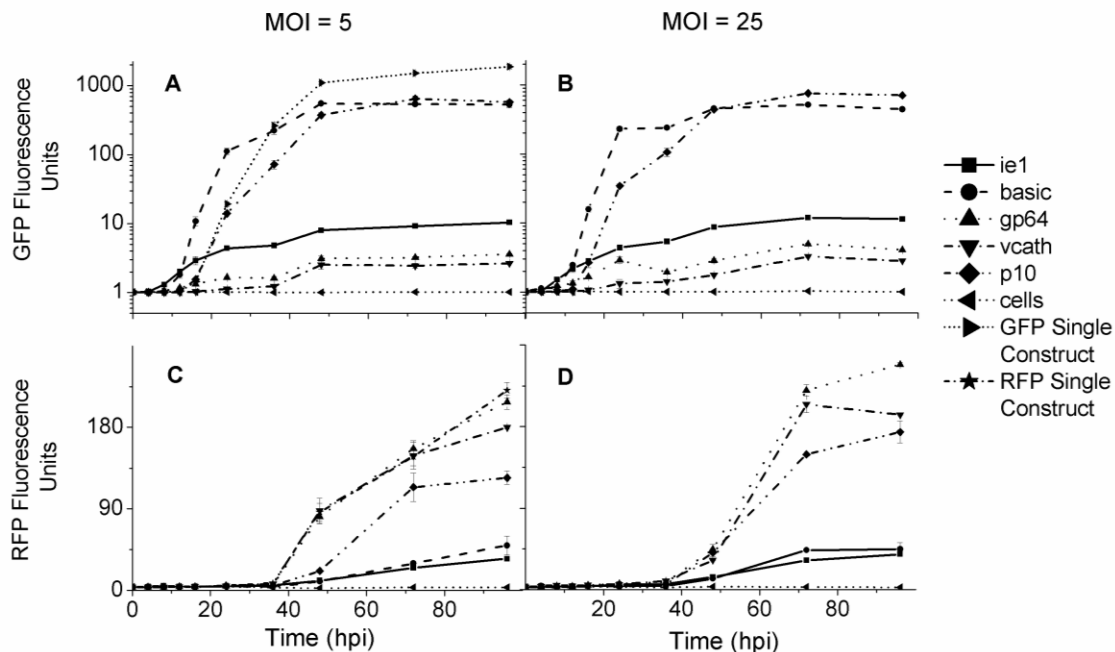 MOI = 5
MOI = 25
GFP Fluorescence
Units
1000
100
10
1
A
B
ie1
basic
gp64
vcath
p10
cells
GFP Single
Construct
RFP Single
Construct
RFP Fluorescence
Units
180
90
0
C
D
0 20 40 60 80
20 40 60 80
Time (hpi)
Time (hpi)